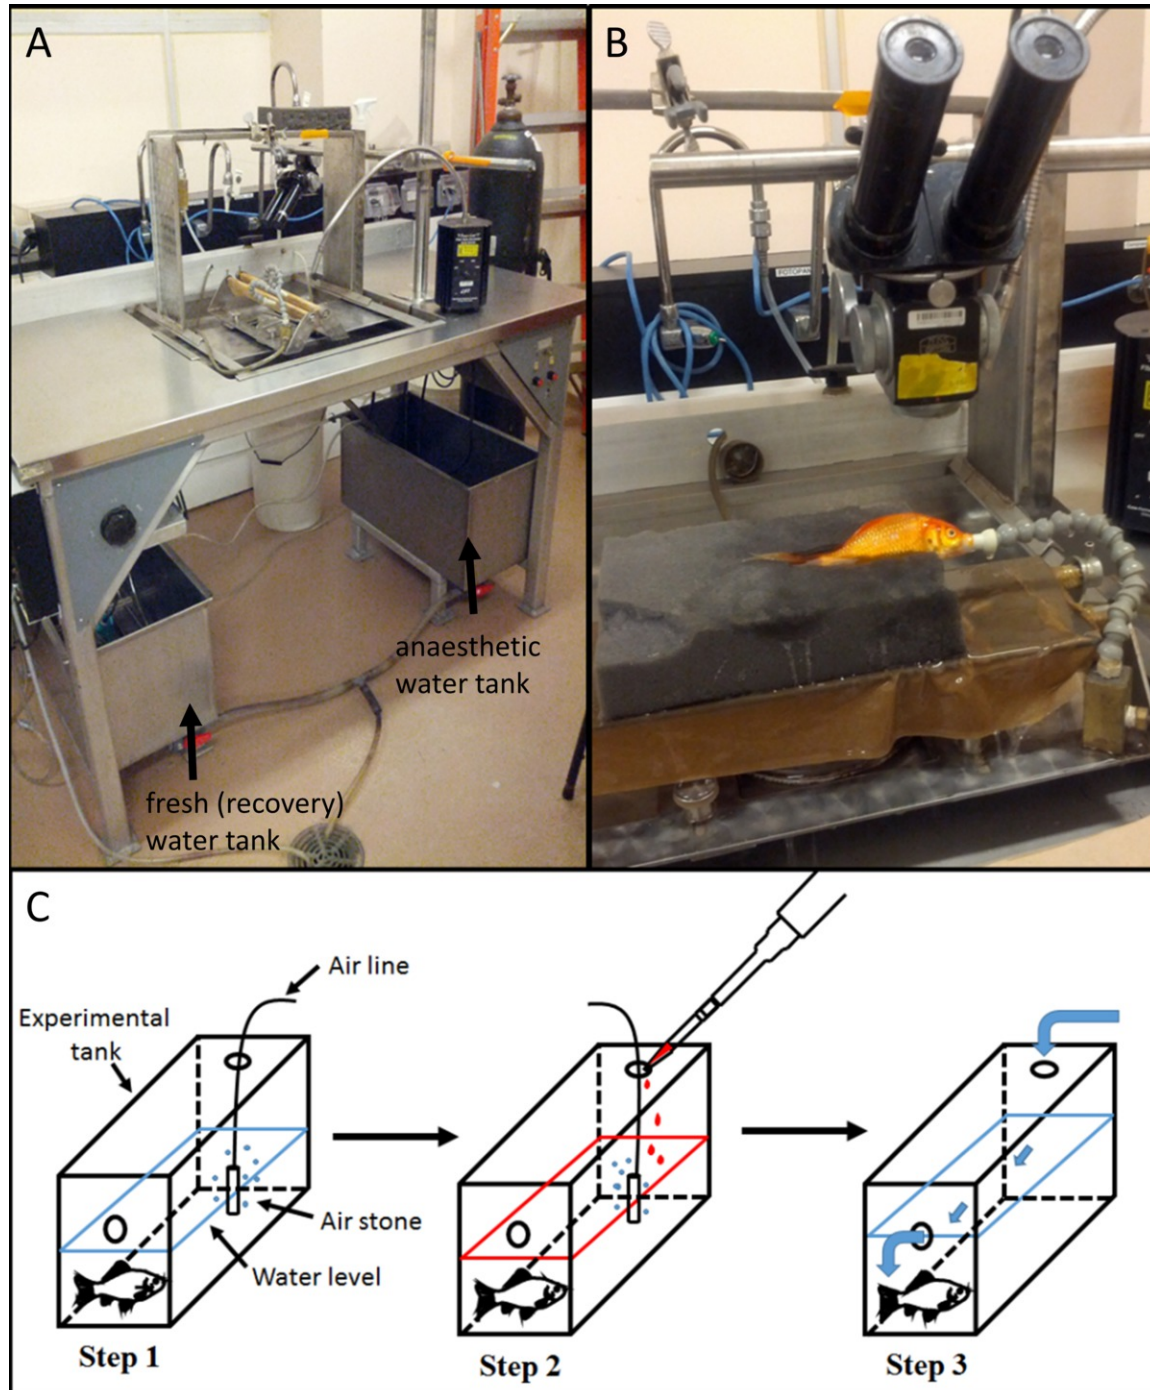 A
B
FOTOPAN
anaesthetic
water tank
fresh (recovery)
water tank
C
Air line
Experimental
tank
Air stone
Water level
Step 1
Step 2
Step 3